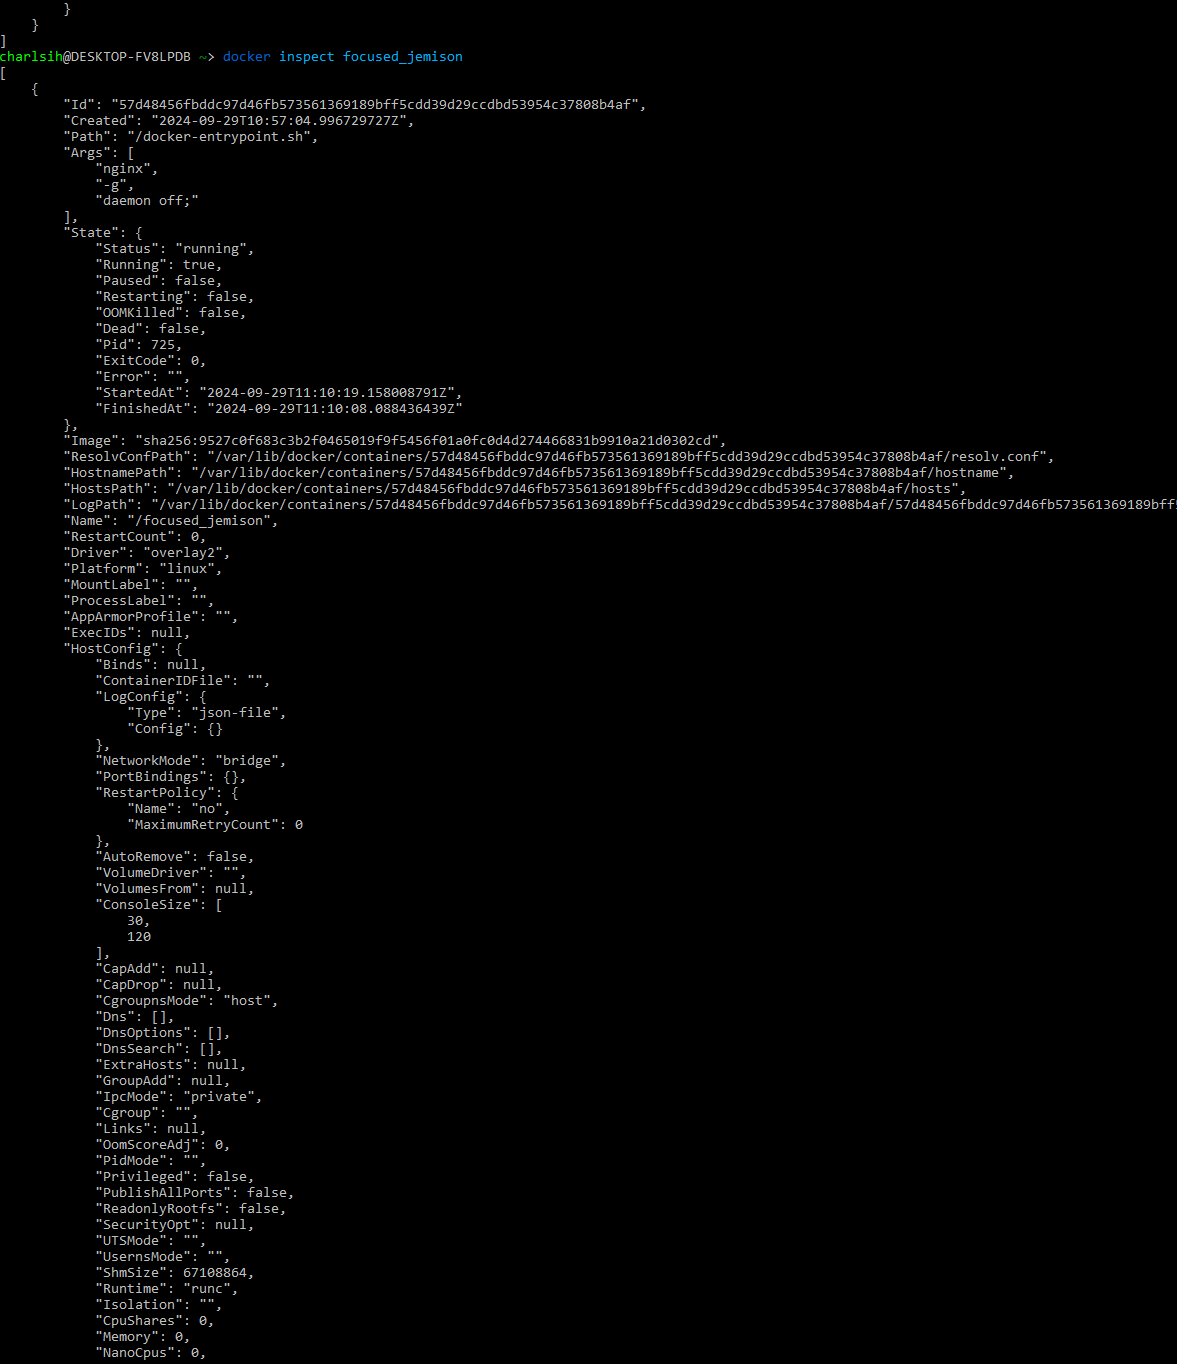 }
    }
]
charlsih@DESKTOP-FV8LPDB ~> docker inspect focused_jemison
[
    {
        "Id": "57d48456fbddc97d46fb573561369189bff5cdd39d29ccdbd53954c37808b4af",
        "Created": "2024-09-29T10:57:04.996729727Z",
        "Path": "/docker-entrypoint.sh",
        "Args": [
            "nginx",
            "-g",
            "daemon off;"
        ],
        "State": {
            "Status": "running",
            "Running": true,
            "Paused": false,
            "Restarting": false,
            "OOMKilled": false,
            "Dead": false,
            "Pid": 725,
            "ExitCode": 0,
            "Error": "",
            "StartedAt": "2024-09-29T11:10:19.158008791Z",
            "FinishedAt": "2024-09-29T11:10:08.088436439Z"
        },
        "Image": "sha256:9527c0f683c3b2f0465019f9f5456f01a0fc0d4d274466831b9910a21d0302cd",
        "ResolvConfPath": "/var/lib/docker/containers/57d48456fbddc97d46fb573561369189bff5cdd39d29ccdbd53954c37808b4af/resolv.conf",
        "HostnamePath": "/var/lib/docker/containers/57d48456fbddc97d46fb573561369189bff5cdd39d29ccdbd53954c37808b4af/hostname",
        "HostsPath": "/var/lib/docker/containers/57d48456fbddc97d46fb573561369189bff5cdd39d29ccdbd53954c37808b4af/hosts",
        "LogPath": "/var/lib/docker/containers/57d48456fbddc97d46fb573561369189bff5cdd39d29ccdbd53954c37808b4af/57d48456fbddc97d46fb573561369189bff5
        "Name": "/focused_jemison",
        "RestartCount": 0,
        "Driver": "overlay2",
        "Platform": "linux",
        "MountLabel": "",
        "ProcessLabel": "",
        "AppArmorProfile": "",
        "ExecIDs": null,
        "HostConfig": {
            "Binds": null,
            "ContainerIDFile": "",
            "LogConfig": {
                "Type": "json-file",
                "Config": {}
            },
            "NetworkMode": "bridge",
            "PortBindings": {},
            "RestartPolicy": {
                "Name": "no",
                "MaximumRetryCount": 0
            },
            "AutoRemove": false,
            "VolumeDriver": "",
            "VolumesFrom": null,
            "ConsoleSize": [
                30,
                120
            ],
            "CapAdd": null,
            "CapDrop": null,
            "CgroupnsMode": "host",
            "Dns": [],
            "DnsOptions": [],
            "DnsSearch": [],
            "ExtraHosts": null,
            "GroupAdd": null,
            "IpcMode": "private",
            "Cgroup": "",
            "Links": null,
            "OomScoreAdj": 0,
            "PidMode": "",
            "Privileged": false,
            "PublishAllPorts": false,
            "ReadonlyRootfs": false,
            "SecurityOpt": null,
            "UTSMode": "",
            "UsernsMode": "",
            "ShmSize": 67108864,
            "Runtime": "runc",
            "Isolation": "",
            "CpuShares": 0,
            "Memory": 0,
            "NanoCpus": 0,